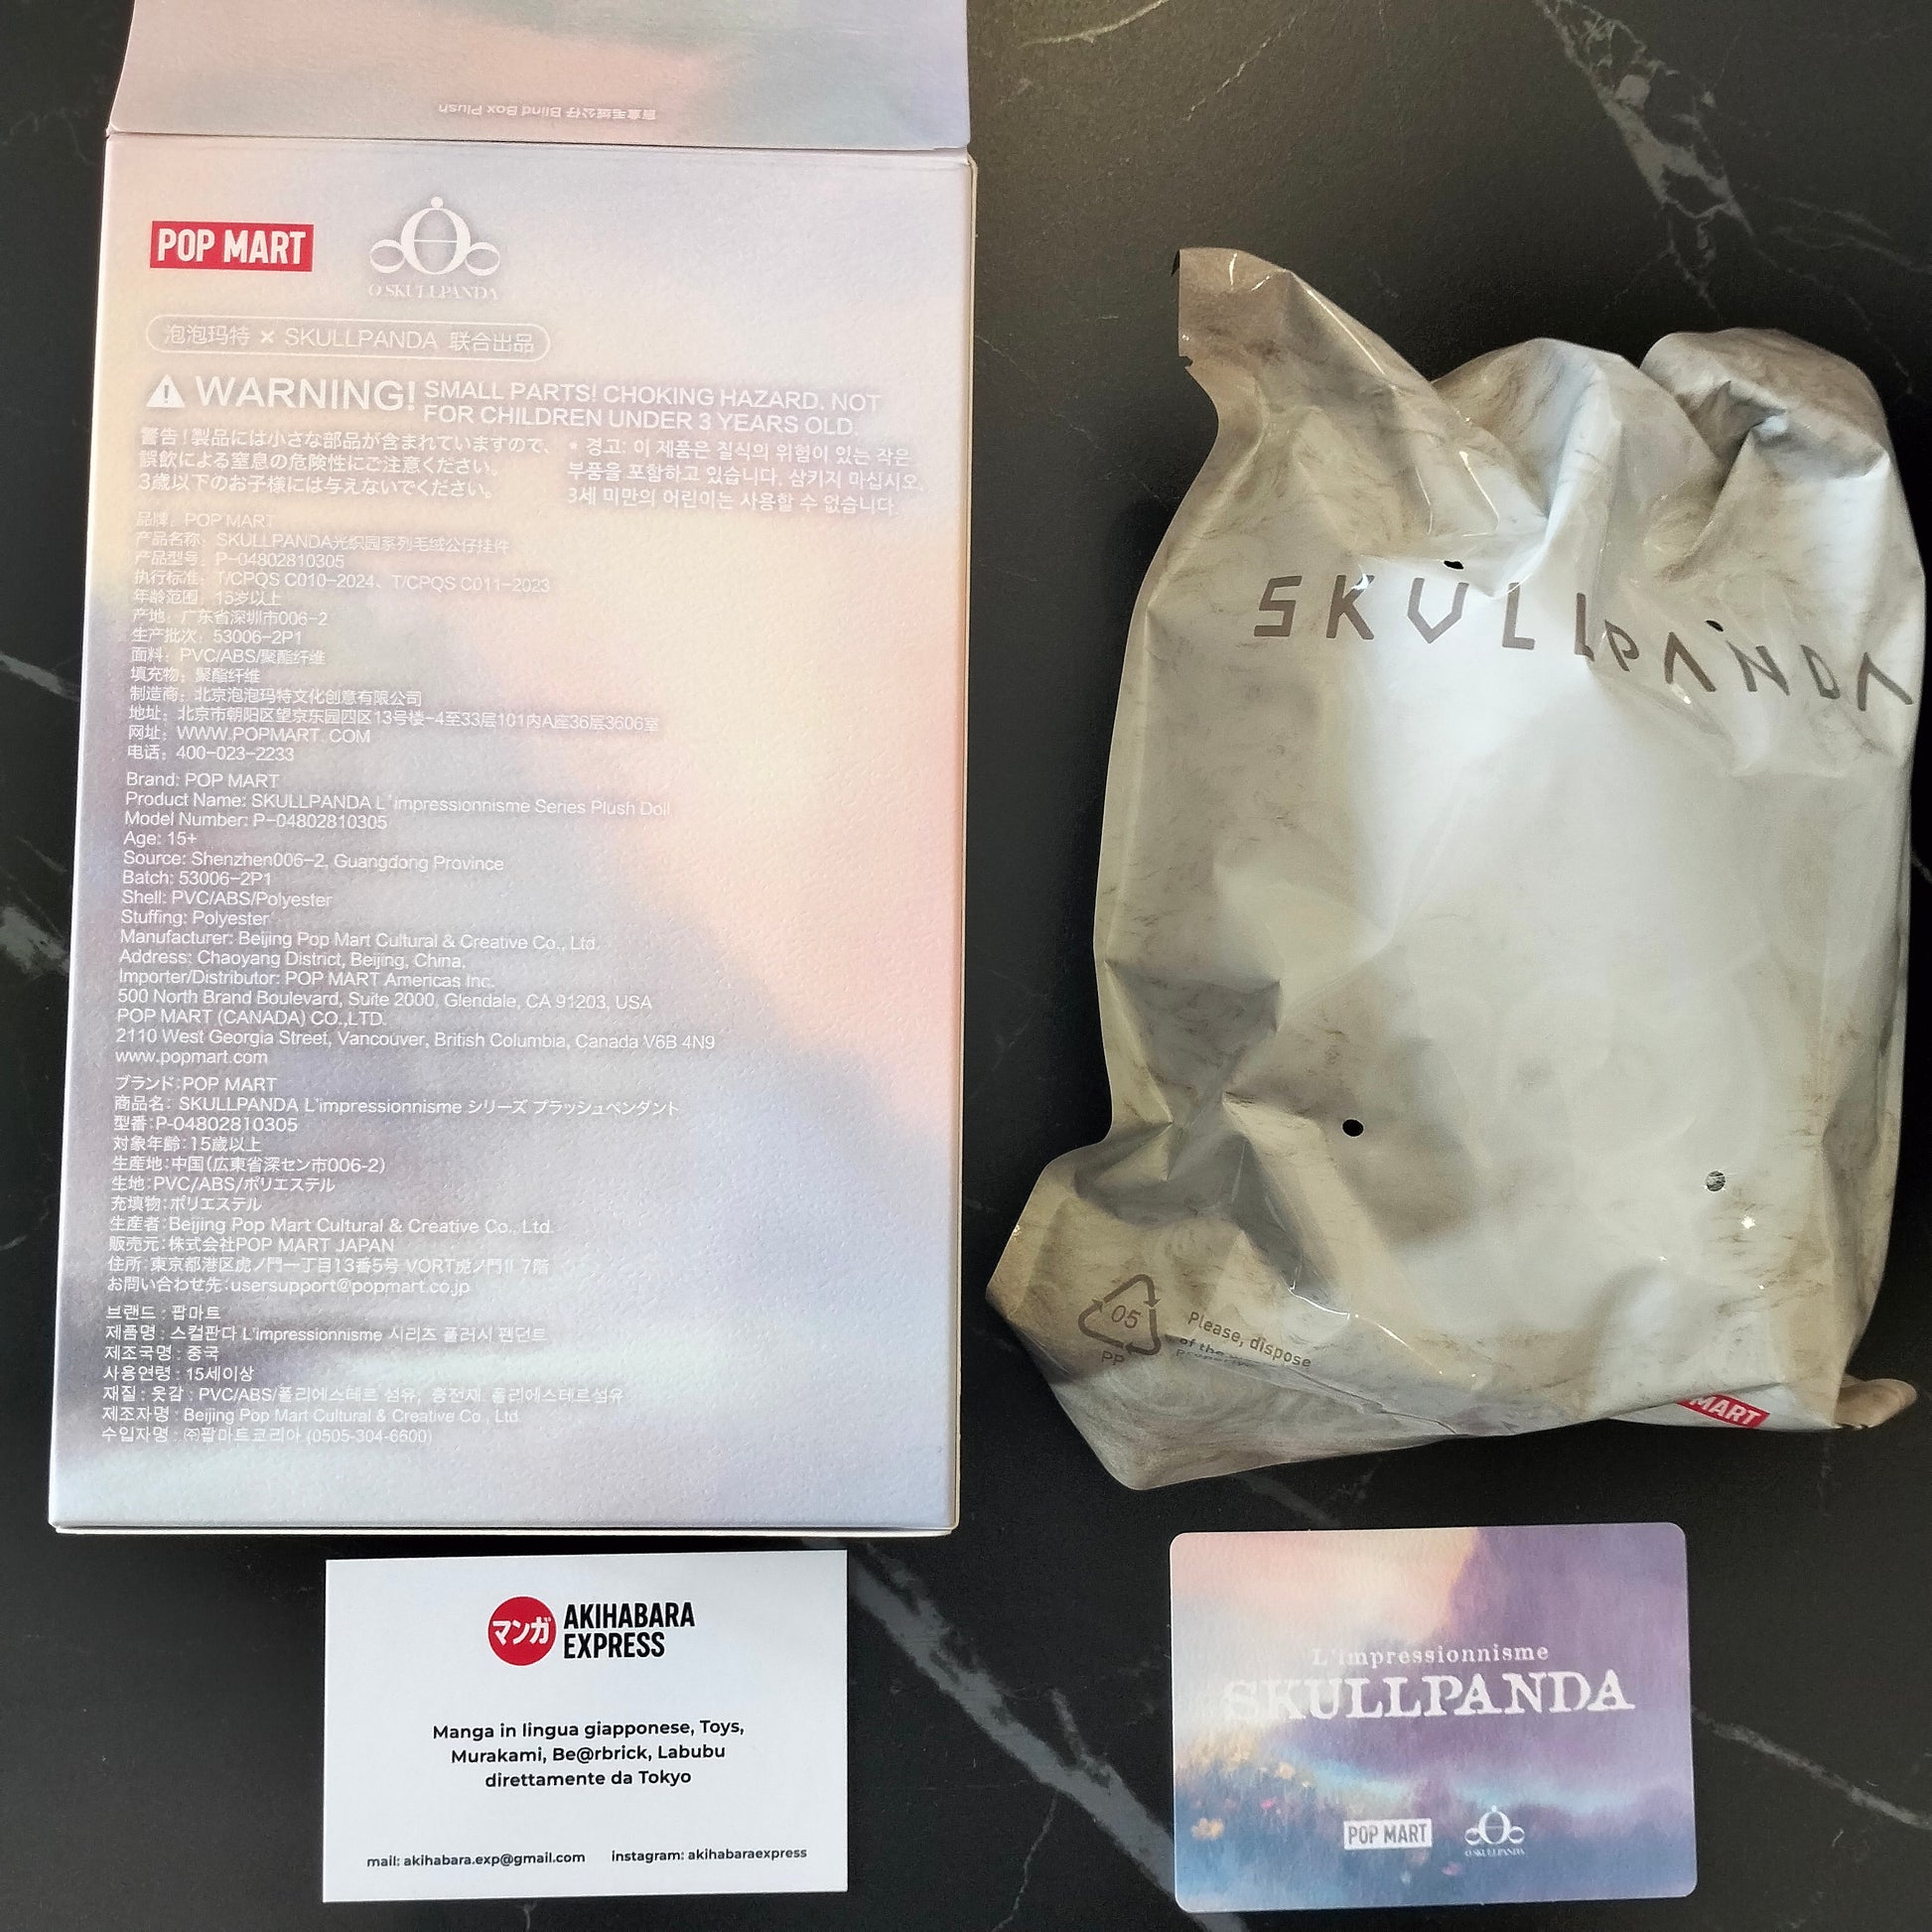 盲盒毛绒公仔 Blind Box Plush
POP MART
O SKULLPANDA
泡泡玛特 × SKULLPANDA 联合出品
WARNING! SMALL PARTS! CHOKING HAZARD. NOT
FOR CHILDREN UNDER 3 YEARS OLD.
警告!製品には小さな部品が含まれていますので、
誤飲による窒息の危険性にご注意ください。
3歳以下のお子様には与えないでください。
* 경고: 이 제품은 질식의 위험이 있는 작은
부품을 포함하고 있습니다. 삼키지 마십시오.
3세 미만의 어린이는 사용할 수 없습니다.
品牌：POP MART
产品名称：SKULLPANDA光织园系列毛绒公仔挂件
产品型号：P-04802810305
执行标准：T/CPQS C010-2024、T/CPQS C011-2023
年龄范围：15岁以上
产地：广东省深圳市006-2
生产批次：53006-2P1
面料：PVC/ABS/聚酯纤维
填充物：聚酯纤维
制造商：北京泡泡玛特文化创意有限公司
地址：北京市朝阳区望京东园四区13号楼-4至33层101内A座36层3606室
网址：WWW.POPMART.COM
电话：400-023-2233
Brand: POP MART
Product Name: SKULLPANDA L'impressionnisme Series Plush Doll
Model Number: P-04802810305
Age: 15+
Source: Shenzhen006-2, Guangdong Province
Batch: 53006-2P1
Shell: PVC/ABS/Polyester
Stuffing: Polyester
Manufacturer: Beijing Pop Mart Cultural & Creative Co., Ltd.
Address: Chaoyang District, Beijing, China.
Importer/Distributor: POP MART Americas Inc.
500 North Brand Boulevard, Suite 2000, Glendale, CA 91203, USA
POP MART (CANADA) CO.,LTD.
2110 West Georgia Street, Vancouver, British Columbia, Canada V6B 4N9
www.popmart.com
ブランド:POP MART
商品名: SKULLPANDA L'impressionnisme シリーズ プラッシュペンダント
型番:P-04802810305
対象年齢:15歳以上
生産地:中国(広東省深セン市006-2)
生地:PVC/ABS/ポリエステル
充填物:ポリエステル
生産者:Beijing Pop Mart Cultural & Creative Co., Ltd.
販売元:株式会社POP MART JAPAN
住所:東京都港区虎ノ門一丁目13番5号 VORT虎ノ門II 7階
お問い合わせ先:usersupport@popmart.co.jp
브랜드 : 팝마트
제품명 : 스컬판다 L'impressionnisme 시리즈 플러시 펜던트
제조국명 : 중국
사용연령 : 15세이상
재질 : 옷감 : PVC/ABS/폴리에스테르 섬유, 충전재: 폴리에스테르섬유
제조자명 : Beijing Pop Mart Cultural & Creative Co., Ltd.
수입자명 : ㈜팝마트코리아 (0505-304-6600)
SKULLPANDA
05
PP
Please, dispose
of the
properly
MART
マンガ
AKIHABARA
EXPRESS
Manga in lingua giapponese, Toys,
Murakami, Be@rbrick, Labubu
direttamente da Tokyo
mail: akihabara.exp@gmail.com instagram: akihabaraexpress
L'impressionnisme
SKULLPANDA
POP MART
O SKULLPANDA